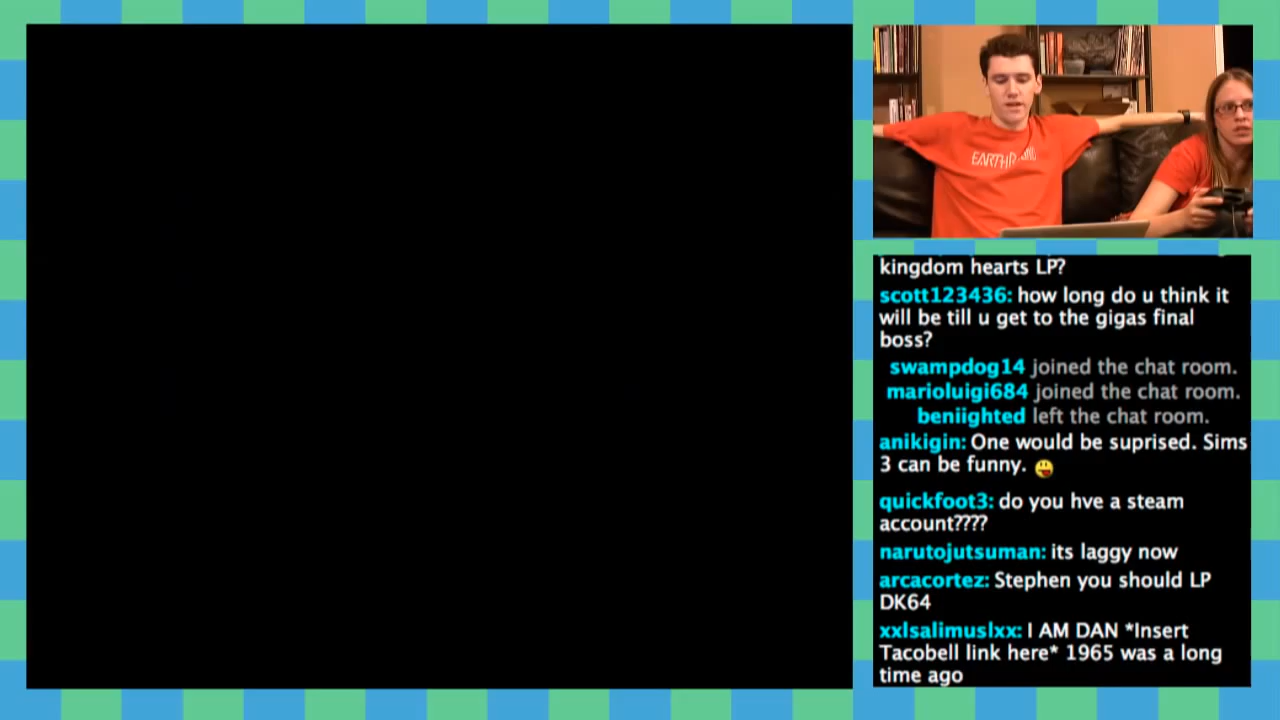 EARTHB
kingdom hearts LP?
scott123436: how long do u think it
will be till u get to the gigas final
boss?
swampdog14 joined the chat room.
marioluigi684 joined the chat room.
beniighted left the chat room.
anikigin: One would be suprised. Sims
3 can be funny.
quickfoot3: do you hve a steam
account????
narutojutsuman: its laggy now
arcacortez: Stephen you should LP
DK64
xxlsalimuslxx: I AM DAN *Insert
Tacobell link here* 1965 was a long
time ago